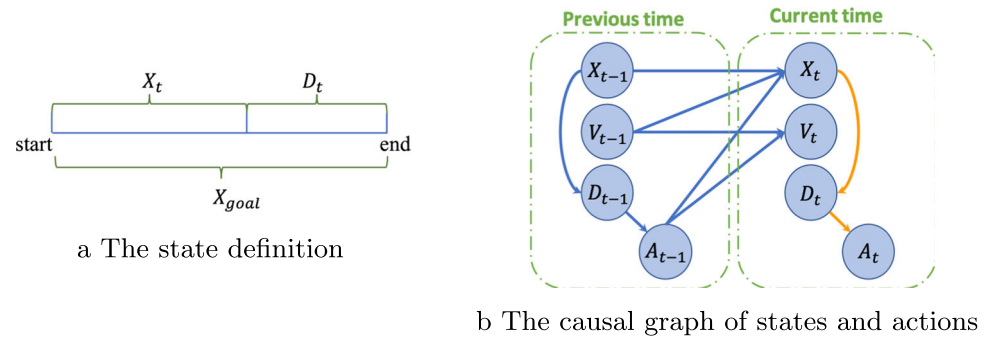 X_t
D_t
start
end
X_goal
a The state definition
Previous time
Current time
X_{t-1}
X_t
V_{t-1}
V_t
D_{t-1}
D_t
A_{t-1}
A_t
b The causal graph of states and actions